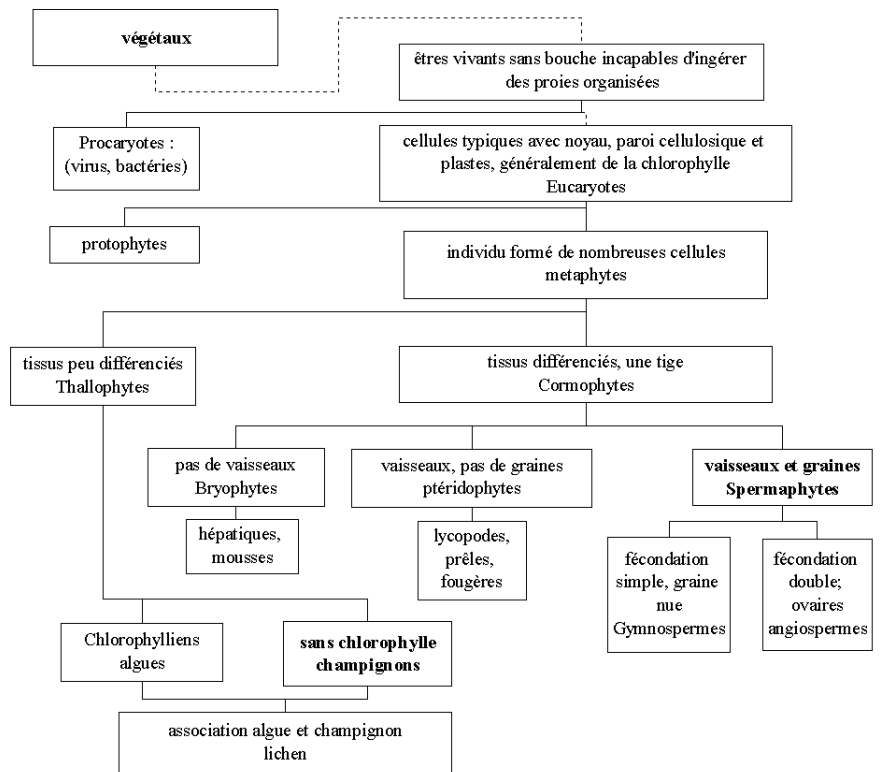 végétaux
êtres vivants sans bouche incapables d'ingérer
des proies organisées
Procaryotes :
(virus, bactéries)
cellules typiques avec noyau, paroi cellulosique et
plastes, généralement de la chlorophylle
Eucaryotes
protophytes
individu formé de nombreuses cellules
metaphytes
tissus peu différenciés
Thallophytes
tissus différenciés, une tige
Cormophytes
pas de vaisseaux
Bryophytes
vaisseaux, pas de graines
ptéridophytes
vaisseaux et graines
Spermaphytes
hépatiques,
mousses
lycopodes,
prêles,
fougères
fécondation
simple, graine
nue
Gymnospermes
fécondation
double;
ovaires
angiospermes
Chlorophylliens
algues
sans chlorophylle
champignons
association algue et champignon
lichen